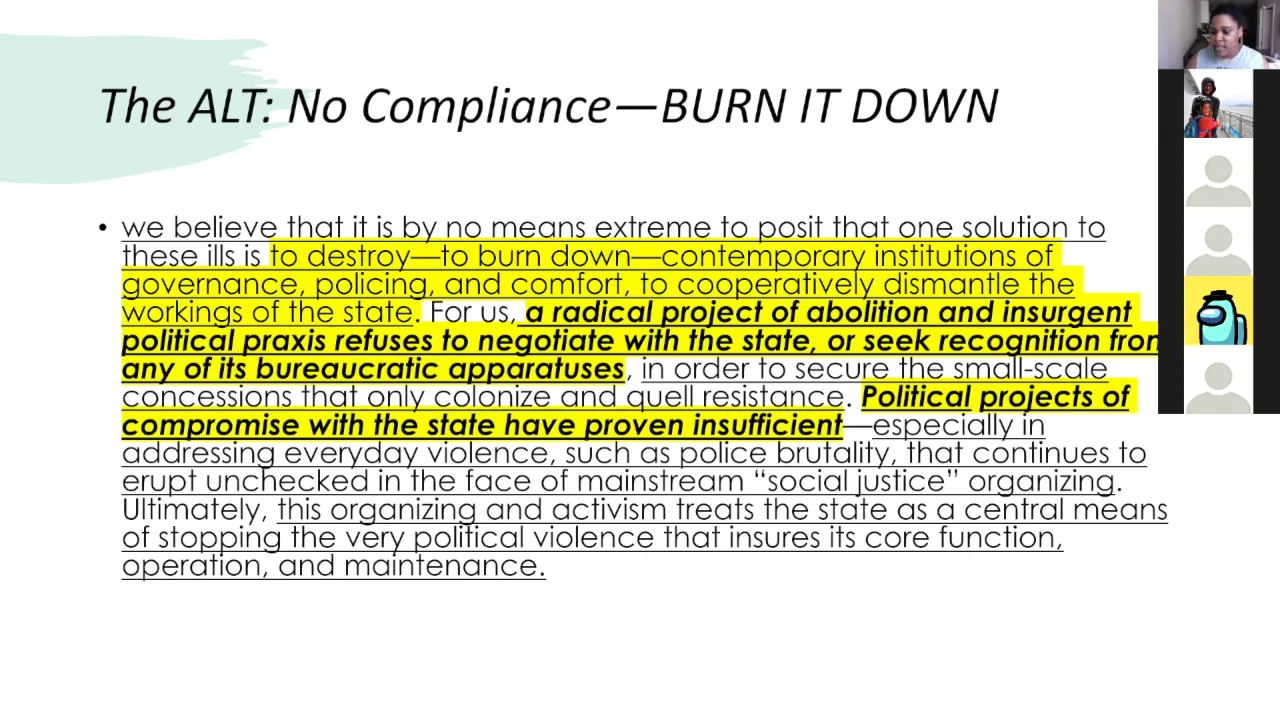 The ALT: No Compliance—BURN IT DOWN
• we believe that it is by no means extreme to posit that one solution to
these ills is to destroy—to burn down—contemporary institutions of
governance, policing, and comfort, to cooperatively dismantle the
workings of the state. For us, a radical project of abolition and insurgent
political praxis refuses to negotiate with the state, or seek recognition from
any of its bureaucratic apparatuses, in order to secure the small-scale
concessions that only colonize and quell resistance. Political projects of
compromise with the state have proven insufficient—especially in
addressing everyday violence, such as police brutality, that continues to
erupt unchecked in the face of mainstream “social justice” organizing.
Ultimately, this organizing and activism treats the state as a central means
of stopping the very political violence that insures its core function,
operation, and maintenance.